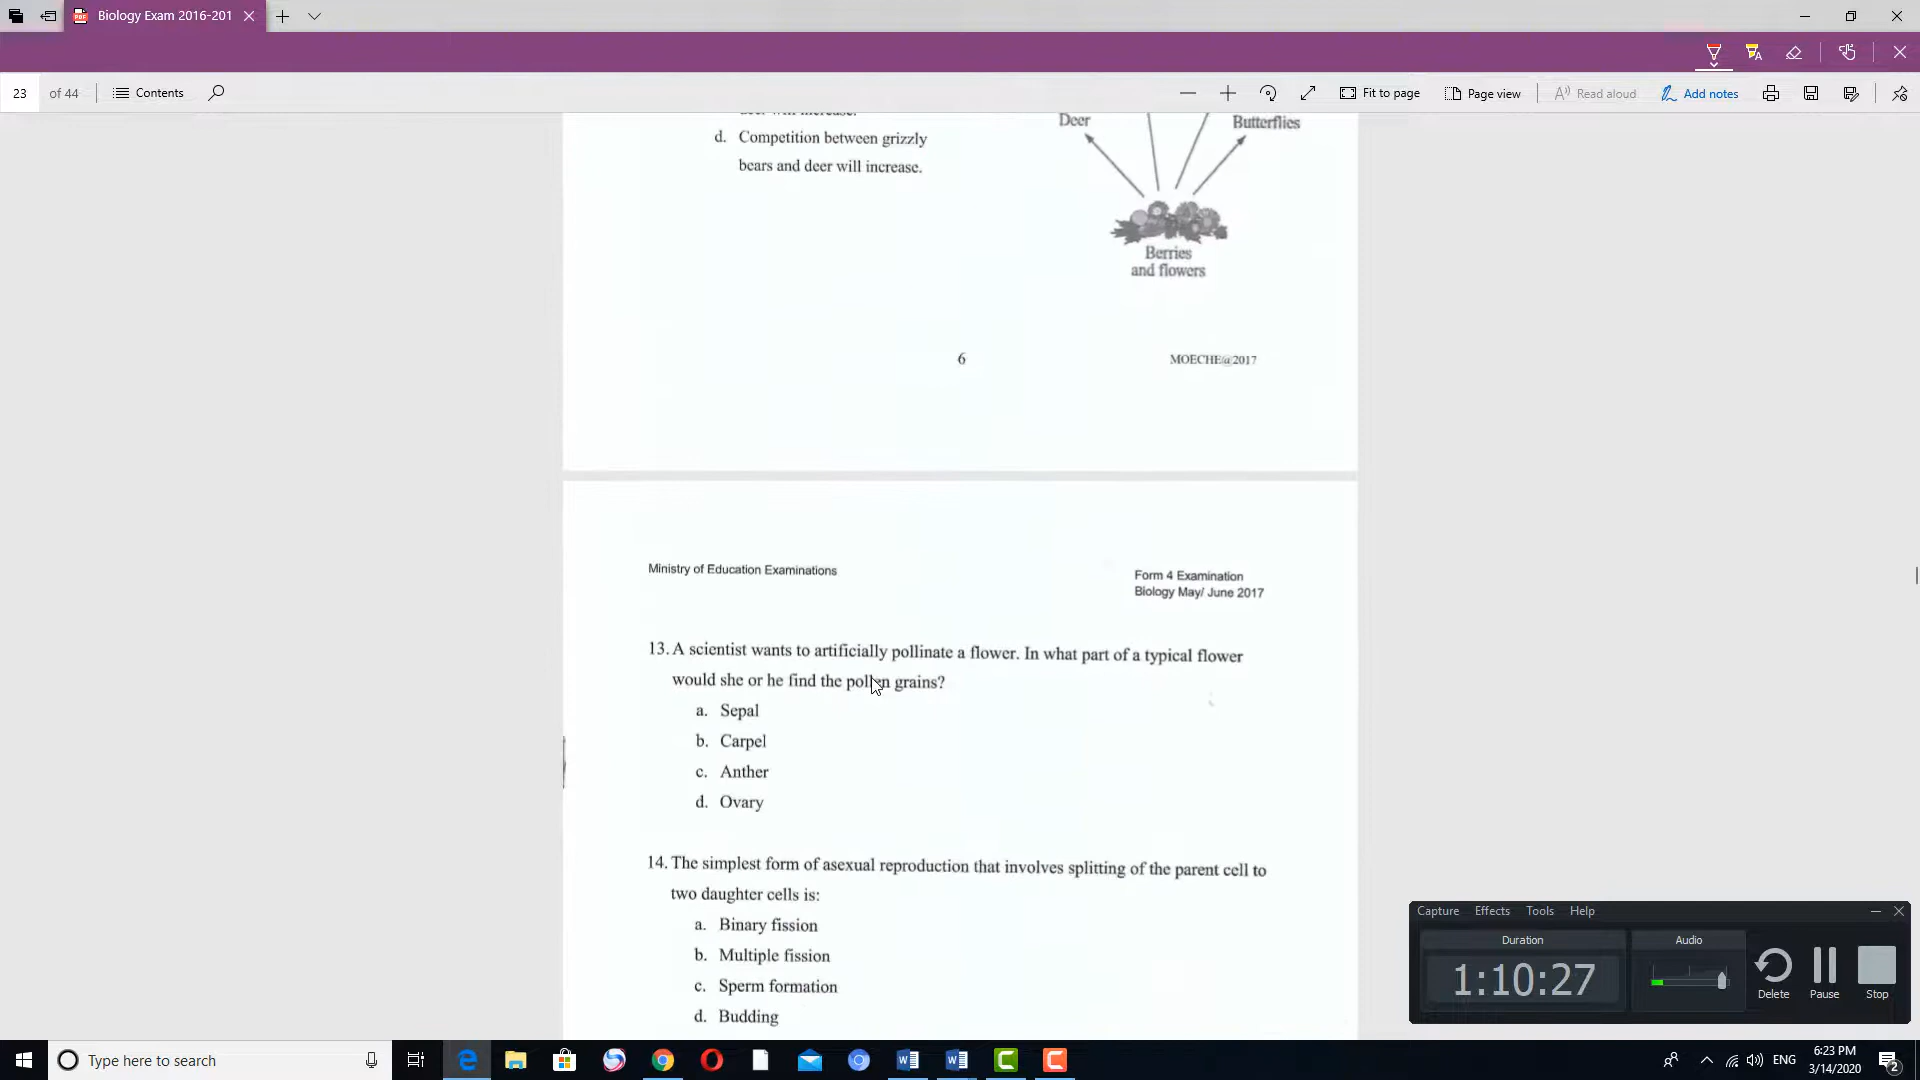 Biology Exam 2016-201
23 of 44 Contents Fit to page Page view Read aloud Add notes
deer will increase.
d. Competition between grizzly
bears and deer will increase.
Deer
Butterflies
Berries
and flowers
6
MOECHE@2017
Ministry of Education Examinations
Form 4 Examination
Biology May/ June 2017
13. A scientist wants to artificially pollinate a flower. In what part of a typical flower
would she or he find the pollen grains?
a. Sepal
b. Carpel
c. Anther
d. Ovary
14. The simplest form of asexual reproduction that involves splitting of the parent cell to
two daughter cells is:
a. Binary fission
b. Multiple fission
c. Sperm formation
d. Budding
Capture Effects Tools Help
Duration Audio
1:10:27
Delete Pause Stop
Type here to search
ENG
6:23 PM
3/14/2020
2